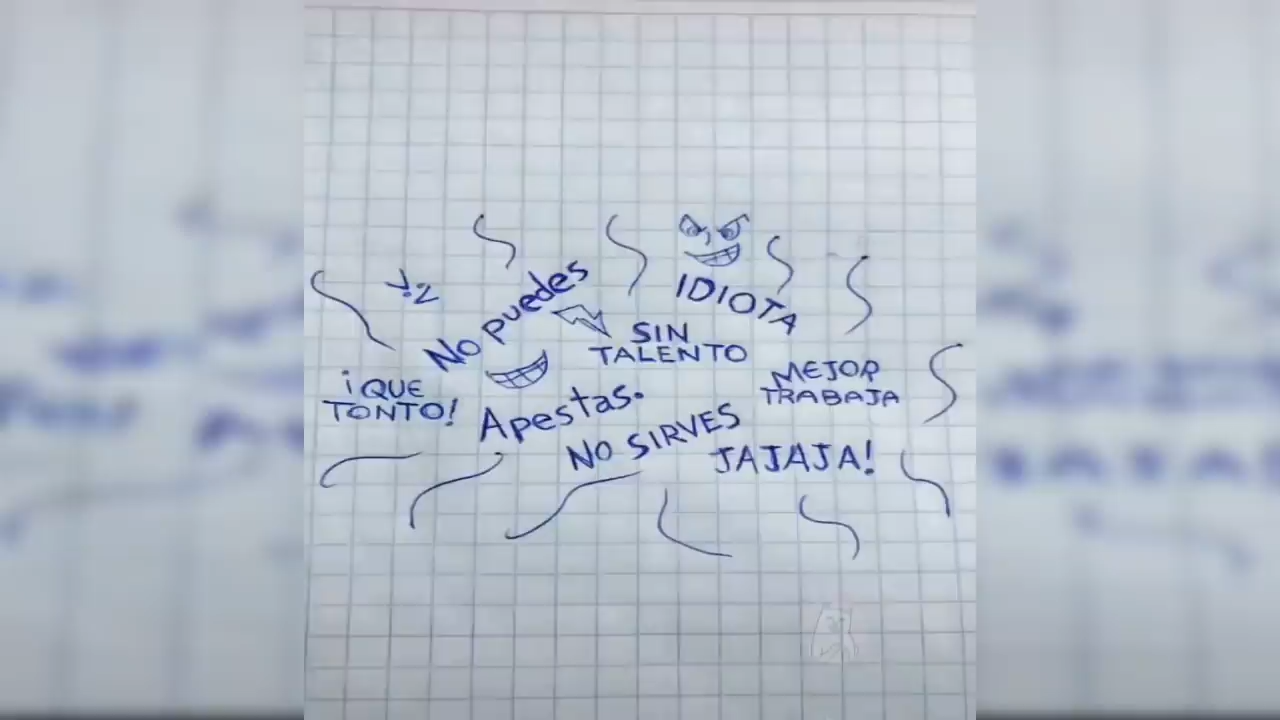 No puedes
IDIOTA
SIN
TALENTO
¡QUE
TONTO!
MEJOR
TRABAJA
Apestas.
NO SIRVES
JAJAJA!